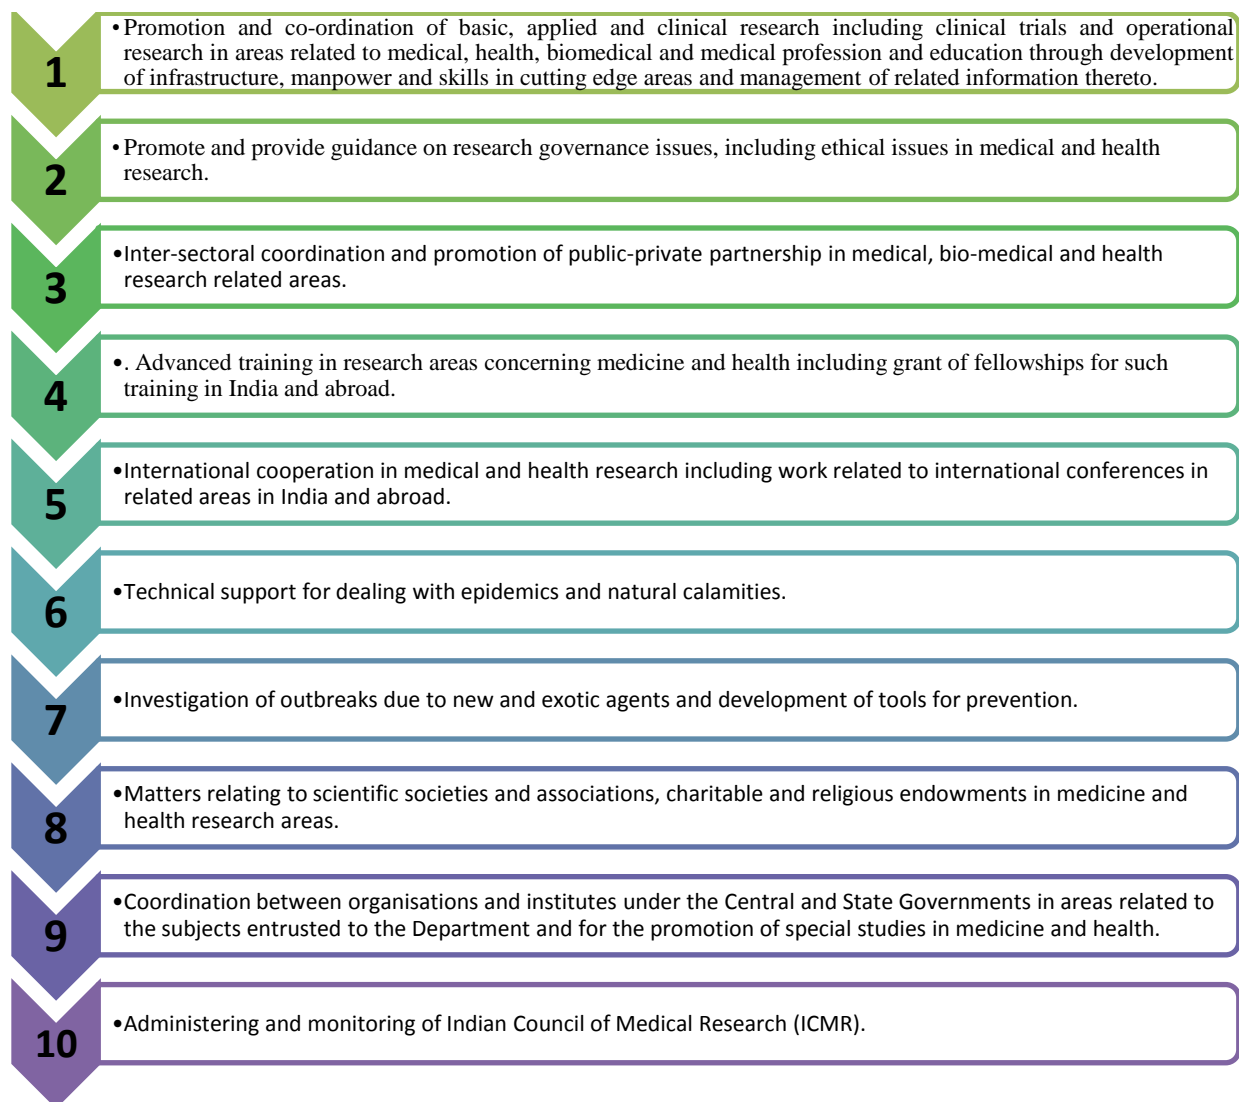 1
•Promotion and co-ordination of basic, applied and clinical research including clinical trials and operational
research in areas related to medical, health, biomedical and medical profession and education through development
of infrastructure, manpower and skills in cutting edge areas and management of related information thereto.
2
•Promote and provide guidance on research governance issues, including ethical issues in medical and health
research.
3
•Inter-sectoral coordination and promotion of public-private partnership in medical, bio-medical and health
research related areas.
4
•. Advanced training in research areas concerning medicine and health including grant of fellowships for such
training in India and abroad.
5
•International cooperation in medical and health research including work related to international conferences in
related areas in India and abroad.
6
•Technical support for dealing with epidemics and natural calamities.
7
•Investigation of outbreaks due to new and exotic agents and development of tools for prevention.
8
•Matters relating to scientific societies and associations, charitable and religious endowments in medicine and
health research areas.
9
•Coordination between organisations and institutes under the Central and State Governments in areas related to
the subjects entrusted to the Department and for the promotion of special studies in medicine and health.
10
•Administering and monitoring of Indian Council of Medical Research (ICMR).